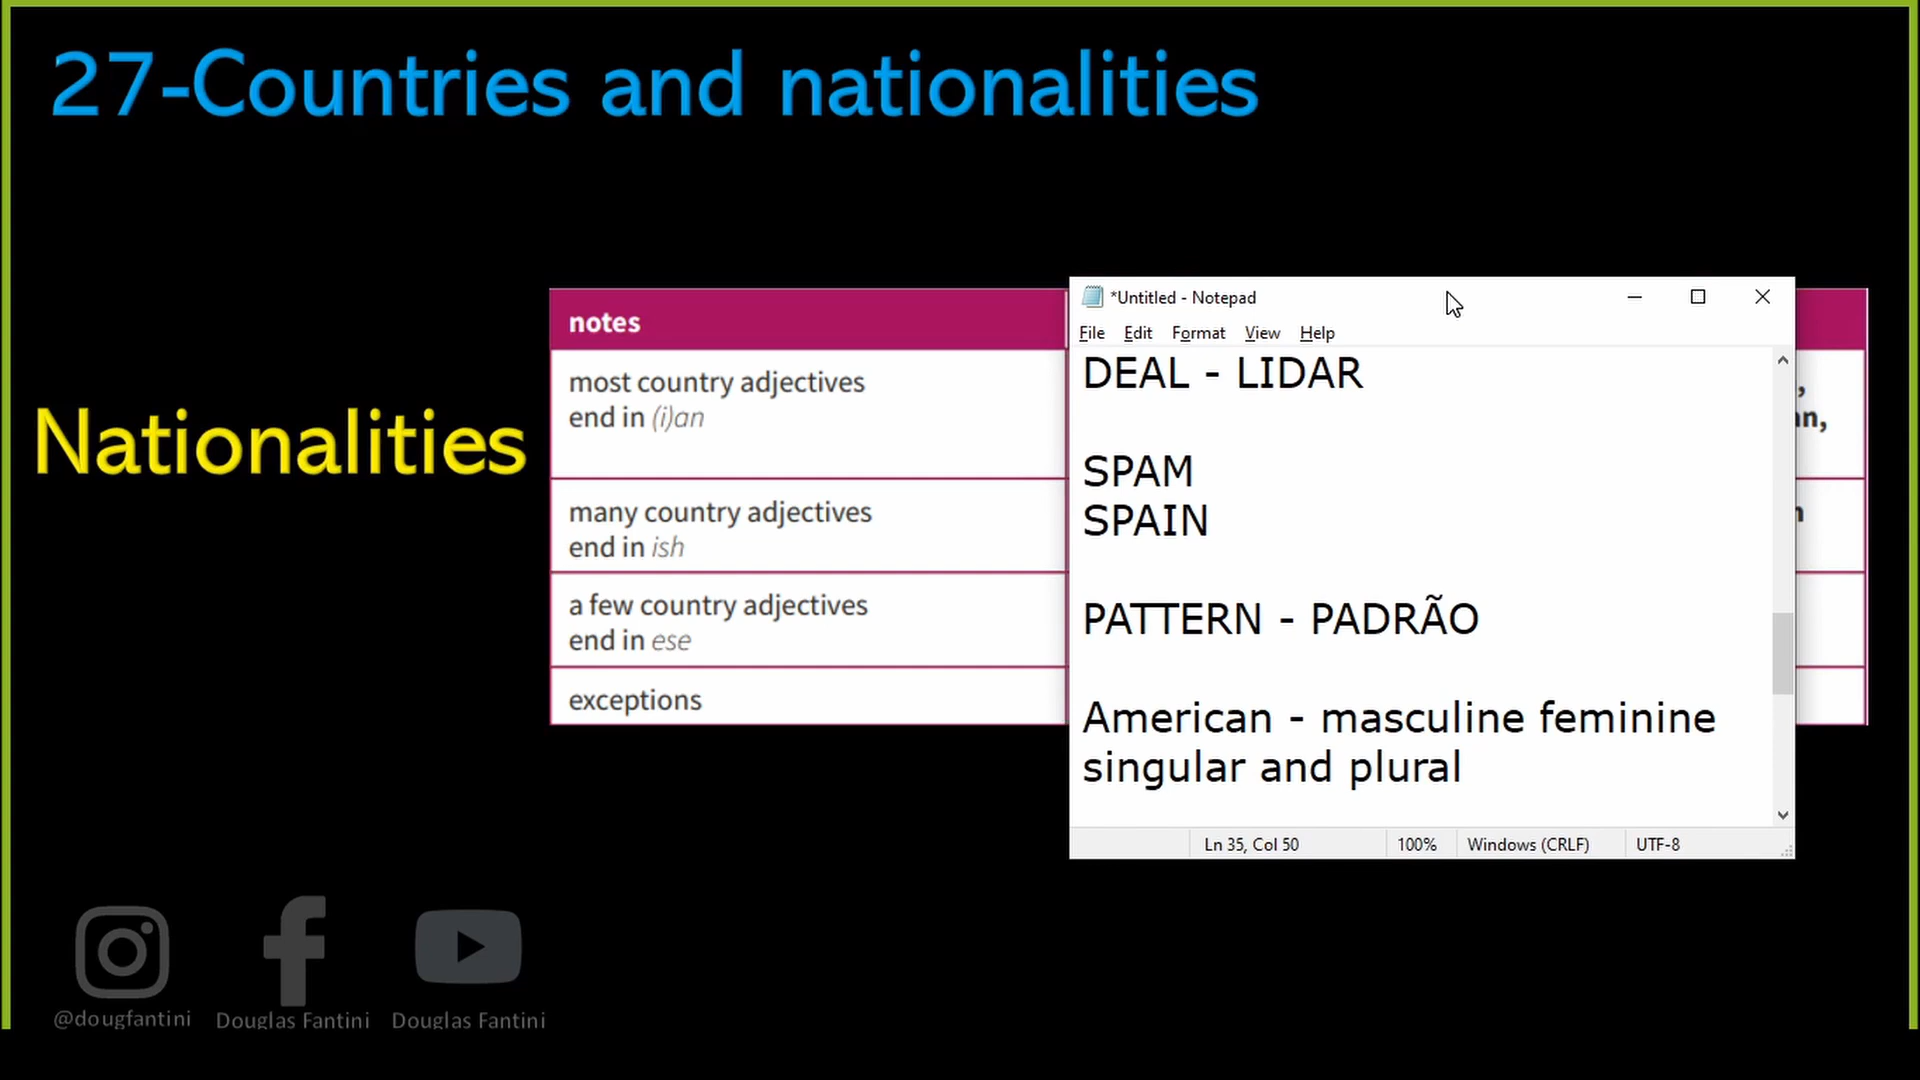 27-Countries and nationalities
Nationalities
notes
most country adjectives
end in (i)an
many country adjectives
end in ish
a few country adjectives
end in ese
exceptions
*Untitled - Notepad
File Edit Format View Help
DEAL - LIDAR
SPAM
SPAIN
PATTERN - PADRÃO
American - masculine feminine
singular and plural
Ln 35, Col 50 100% Windows (CRLF) UTF-8
@dougfantini Douglas Fantini Douglas Fantini